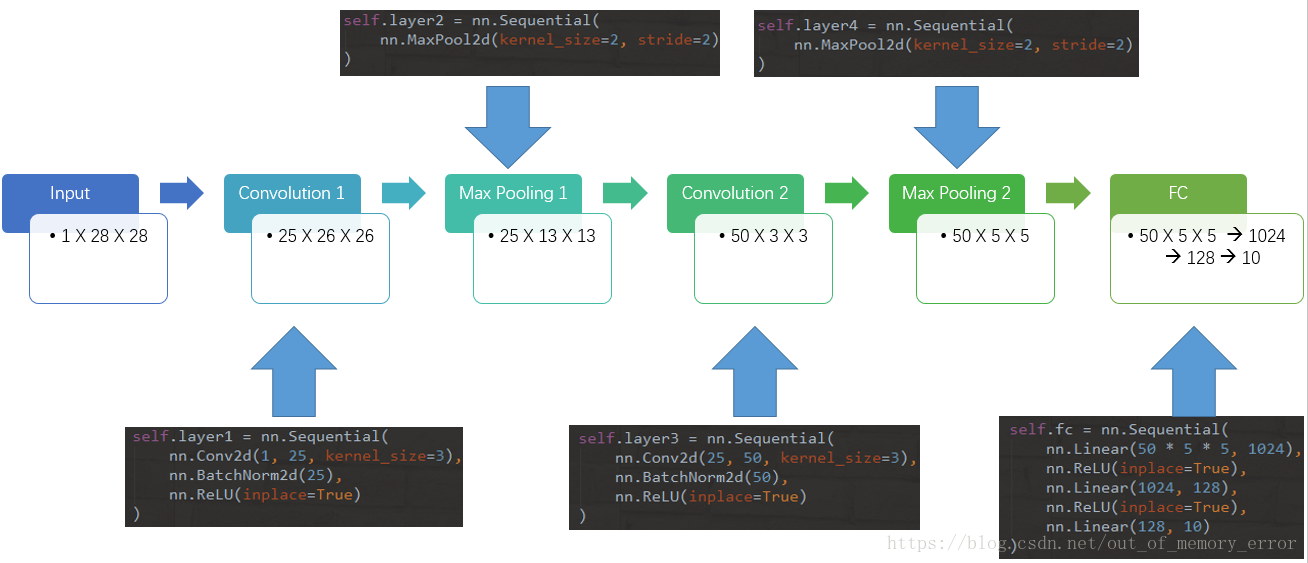 self.layer2 = nn.Sequential(
    nn.MaxPool2d(kernel_size=2, stride=2)
)
self.layer4 = nn.Sequential(
    nn.MaxPool2d(kernel_size=2, stride=2)
)
Input
• 1 X 28 X 28
Convolution 1
• 25 X 26 X 26
Max Pooling 1
• 25 X 13 X 13
Convolution 2
• 50 X 3 X 3
Max Pooling 2
• 50 X 5 X 5
FC
• 50 X 5 X 5 → 1024
→ 128 → 10
self.layer1 = nn.Sequential(
    nn.Conv2d(1, 25, kernel_size=3),
    nn.BatchNorm2d(25),
    nn.ReLU(inplace=True)
)
self.layer3 = nn.Sequential(
    nn.Conv2d(25, 50, kernel_size=3),
    nn.BatchNorm2d(50),
    nn.ReLU(inplace=True)
)
self.fc = nn.Sequential(
    nn.Linear(50 * 5 * 5, 1024),
    nn.ReLU(inplace=True),
    nn.Linear(1024, 128),
    nn.ReLU(inplace=True),
    nn.Linear(128, 10)
)
https://blog.csdn.net/out_of_memory_error